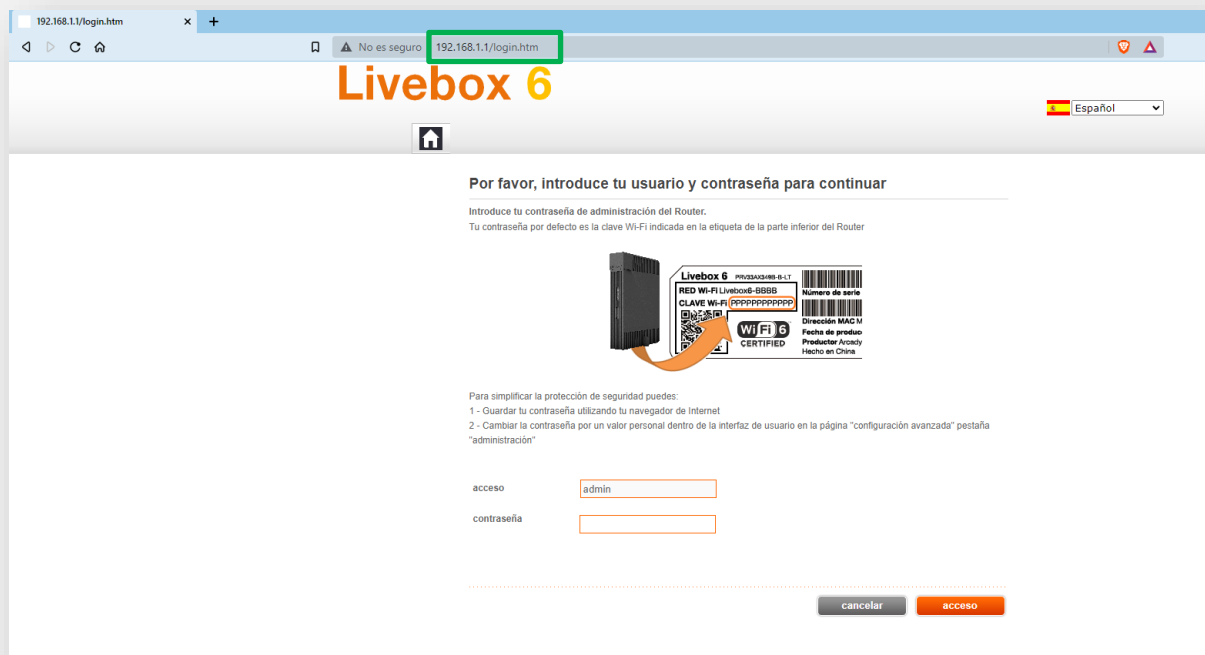 192.168.1.1/login.htm
No es seguro 192.168.1.1/login.htm
Livebox 6
Español
Por favor, introduce tu usuario y contraseña para continuar
Introduce tu contraseña de administración del Router.
Tu contraseña por defecto es la clave Wi-Fi indicada en la etiqueta de la parte inferior del Router
Livebox 6 PRV33AX349B-B-LT
RED Wi-Fi Livebox6-BBBB
Número de serie
CLAVE Wi-Fi PPPPPPPPPPPP
Dirección MAC M
WiFi 6
CERTIFIED
Fecha de produc
Productor Arcady
Hecho en China
Para simplificar la protección de seguridad puedes:
1 - Guardar tu contraseña utilizando tu navegador de Internet
2 - Cambiar la contraseña por un valor personal dentro de la interfaz de usuario en la página "configuración avanzada" pestaña
"administración"
acceso admin
contraseña
cancelar acceso